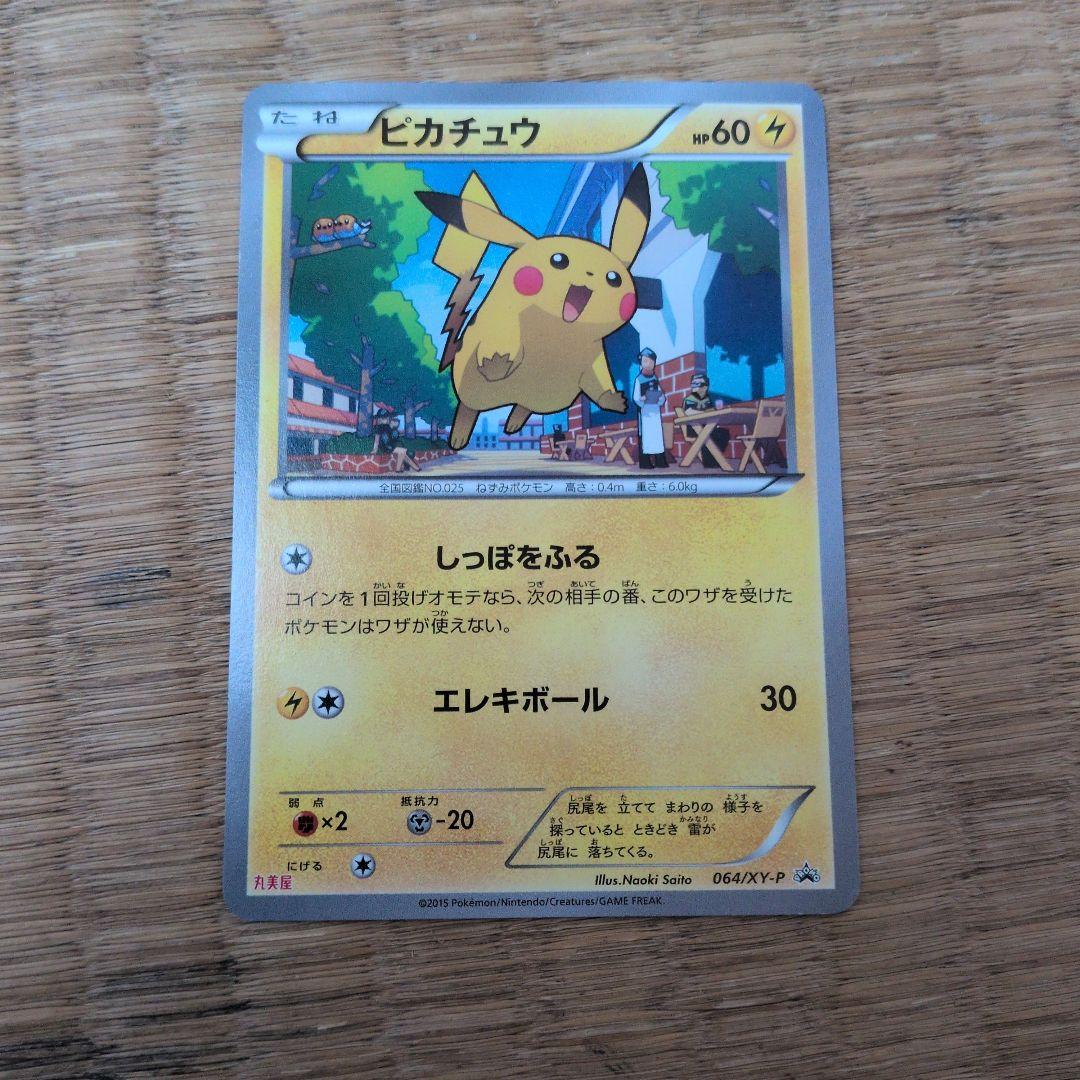 たね
ピカチュウ
HP60
全国図鑑NO.025 ねずみポケモン 高さ:0.4m 重さ:6.0kg
しっぽをふる
コインを1回投げオモテなら、次の相手の番、このワザを受けた
ポケモンはワザが使えない。
エレキボール 30
弱点 抵抗力
×2 -20
にげる
尻尾を 立てて まわりの 様子を
探っていると ときどき 雷が
尻尾に 落ちてくる。
丸美屋
Illus.Naoki Saito 064/XY-P
©2015 Pokémon/Nintendo/Creatures/GAME FREAK.